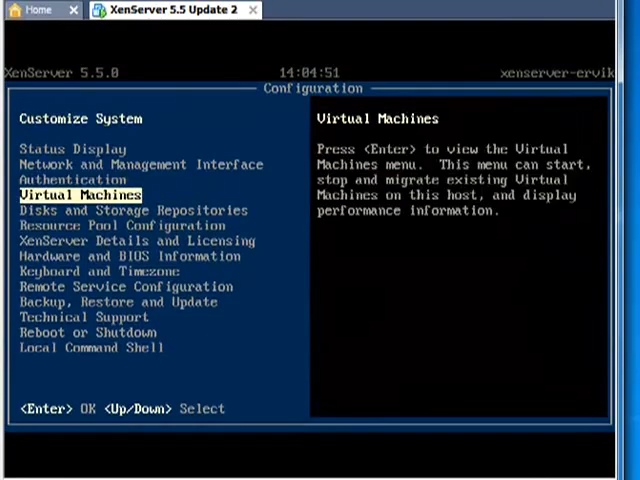 Home
XenServer 5.5 Update 2
XenServer 5.5.0 14:04:51 xenserver-ervik
Configuration
Customize System
Status Display
Network and Management Interface
Authentication
Virtual Machines
Disks and Storage Repositories
Resource Pool Configuration
XenServer Details and Licensing
Hardware and BIOS Information
Keyboard and Timezone
Remote Service Configuration
Backup, Restore and Update
Technical Support
Reboot or Shutdown
Local Command Shell
<Enter> OK <Up/Down> Select
Virtual Machines
Press <Enter> to view the Virtual
Machines menu. This menu can start,
stop and migrate existing Virtual
Machines on this host, and display
performance information.